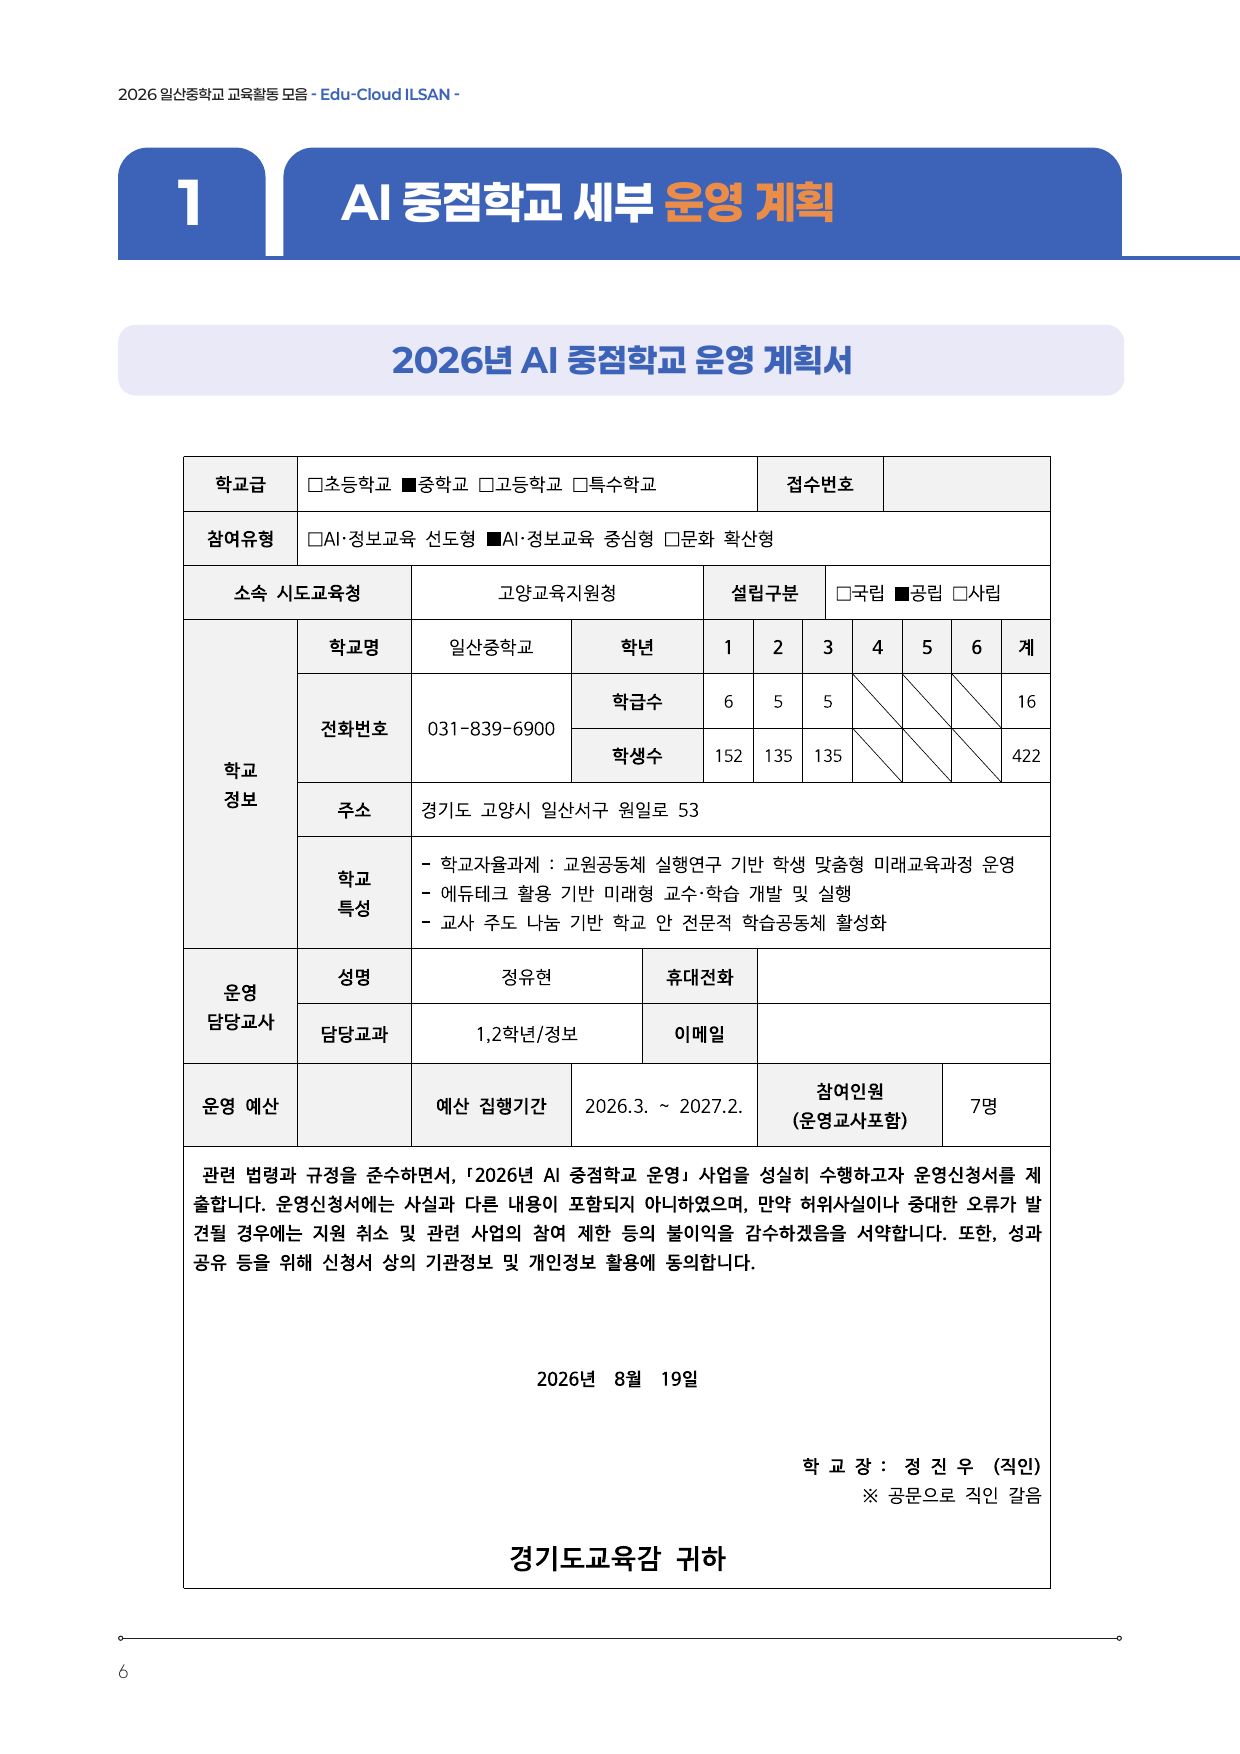 2026 일산중학교 교육활동 모음 - Edu-Cloud ILSAN -
1
AI 중점학교 세부 운영 계획
2026년 AI 중점학교 운영 계획서
학교급 □초등학교 ■중학교 □고등학교 □특수학교 접수번호
참여유형 □AI·정보교육 선도형 ■AI·정보교육 중심형 □문화 확산형
소속 시도교육청 고양교육지원청 설립구분 □국립 ■공립 □사립
학교 정보
학교명 일산중학교 학년 1 2 3 4 5 6 계
전화번호 031-839-6900
학급수 6 5 5 16
학생수 152 135 135 422
주소 경기도 고양시 일산서구 원일로 53
학교
특성
- 학교자율과제 : 교원공동체 실행연구 기반 학생 맞춤형 미래교육과정 운영
- 에듀테크 활용 기반 미래형 교수·학습 개발 및 실행
- 교사 주도 나눔 기반 학교 안 전문적 학습공동체 활성화
운영
담당교사
성명 정유현 휴대전화
담당교과 1,2학년/정보 이메일
운영 예산 예산 집행기간 2026.3. ~ 2027.2. 참여인원
(운영교사포함) 7명
관련 법령과 규정을 준수하면서, 「2026년 AI 중점학교 운영」 사업을 성실히 수행하고자 운영신청서를 제
출합니다. 운영신청서에는 사실과 다른 내용이 포함되지 아니하였으며, 만약 허위사실이나 중대한 오류가 발
견될 경우에는 지원 취소 및 관련 사업의 참여 제한 등의 불이익을 감수하겠음을 서약합니다. 또한, 성과
공유 등을 위해 신청서 상의 기관정보 및 개인정보 활용에 동의합니다.
2026년 8월 19일
학 교 장 : 정 진 우 (직인)
※ 공문으로 직인 갈음
경기도교육감 귀하
6